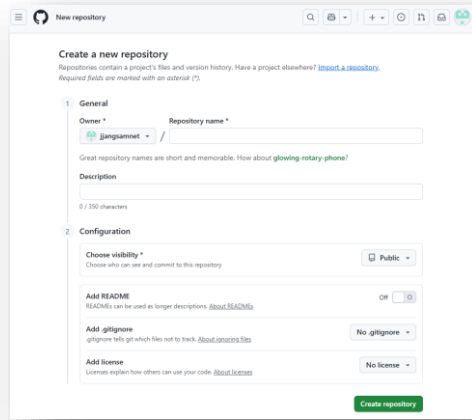 New repository
Create a new repository
Repositories contain a project's files and version history. Have a project elsewhere? Import a repository.
Required fields are marked with an asterisk (*).
1 General
Owner * Repository name *
jjangsamnet /
Great repository names are short and memorable. How about glowing-rotary-phone?
Description
0 / 350 characters
2 Configuration
Choose visibility * Public
Choose who can see and commit to this repository
Add README Off
READMEs can be used as longer descriptions. About READMEs
Add .gitignore No .gitignore
.gitignore tells git which files not to track. About ignoring files
Add license No license
Licenses explain how others can use your code. About licenses
Create repository